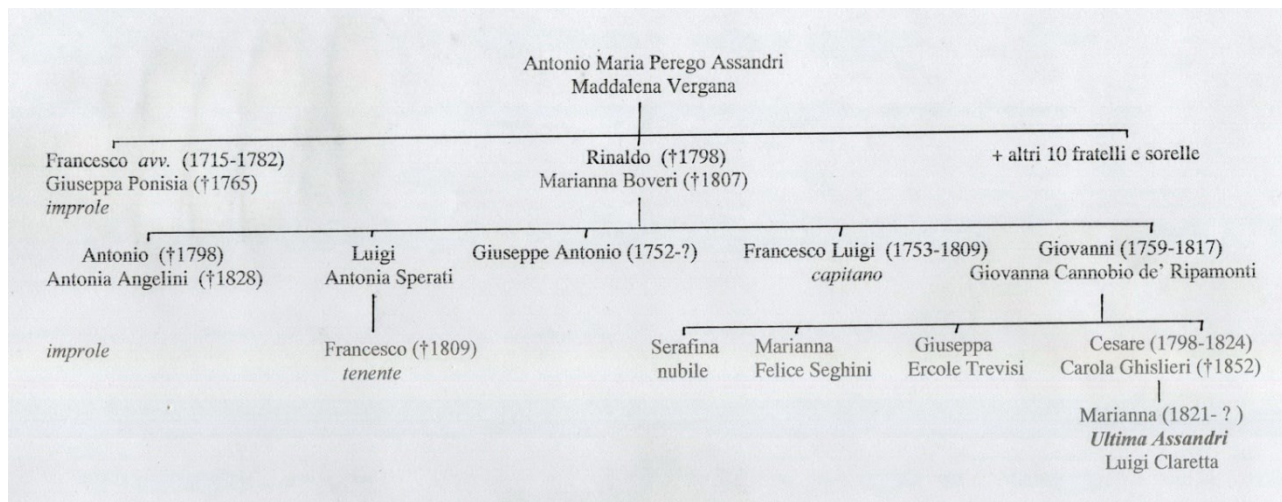 Antonio Maria Perego Assandri
Maddalena Vergana
Francesco avv. (1715-1782)
Giuseppa Ponisia (†1765)
improle
Rinaldo (†1798)
Marianna Boveri (†1807)
+ altri 10 fratelli e sorelle
Antonio (†1798)
Antonia Angelini (†1828)
Luigi
Antonia Sperati
Giuseppe Antonio (1752-?)
Francesco Luigi (1753-1809)
capitano
Giovanni (1759-1817)
Giovanna Cannobio de' Ripamonti
improle
Francesco (†1809)
tenente
Serafina
nubile
Marianna
Felice Seghini
Giuseppa
Ercole Trevisi
Cesare (1798-1824)
Carola Ghislieri (†1852)
Marianna (1821- ? )
Ultima Assandri
Luigi Claretta